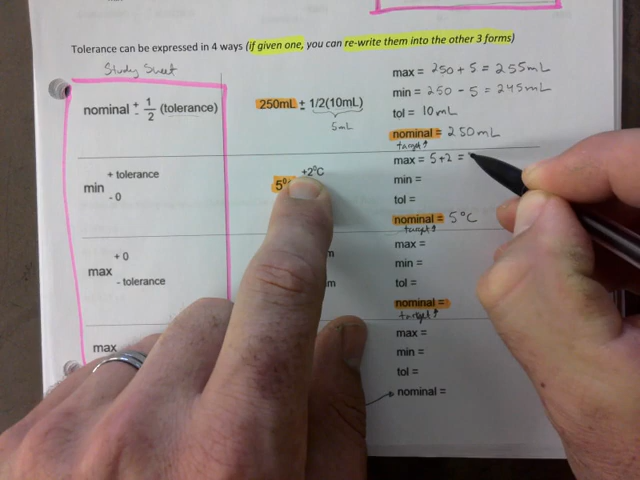 Tolerance can be expressed in 4 ways (if given one, you can re-write them into the other 3 forms)
Study Sheet
nominal ± 1/2 (tolerance)
250mL ± 1/2(10mL)
5mL
max = 250 + 5 = 255mL
min = 250 - 5 = 245mL
tol = 10mL
nominal = 250mL
target ↑
min + tolerance
- 0
5° +2°C
max = 5+2 =
min =
tol =
nominal = 5°C
target ↑
max + 0
- tolerance
m
m
max =
min =
tol =
nominal =
target ↑
max
max =
min =
tol =
nominal =